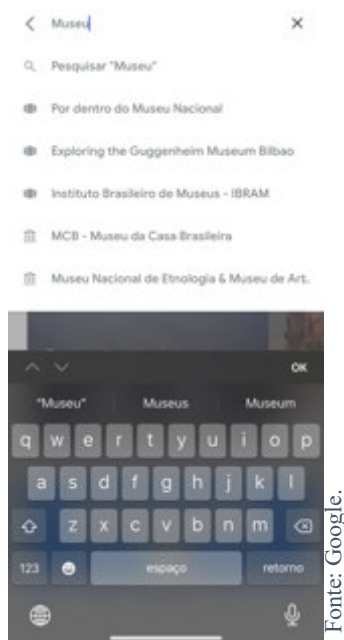 Museu
Pesquisar "Museu"
Por dentro do Museu Nacional
Exploring the Guggenheim Museum Bilbao
Instituto Brasileiro de Museus - IBRAM
MCB - Museu da Casa Brasileira
Museu Nacional de Etnologia & Museu de Art.
OK
"Museu" Museus Museum
q w e r t y u i o p
a s d f g h j k l
z x c v b n m
123 espaço retorno
Fonte: Google.